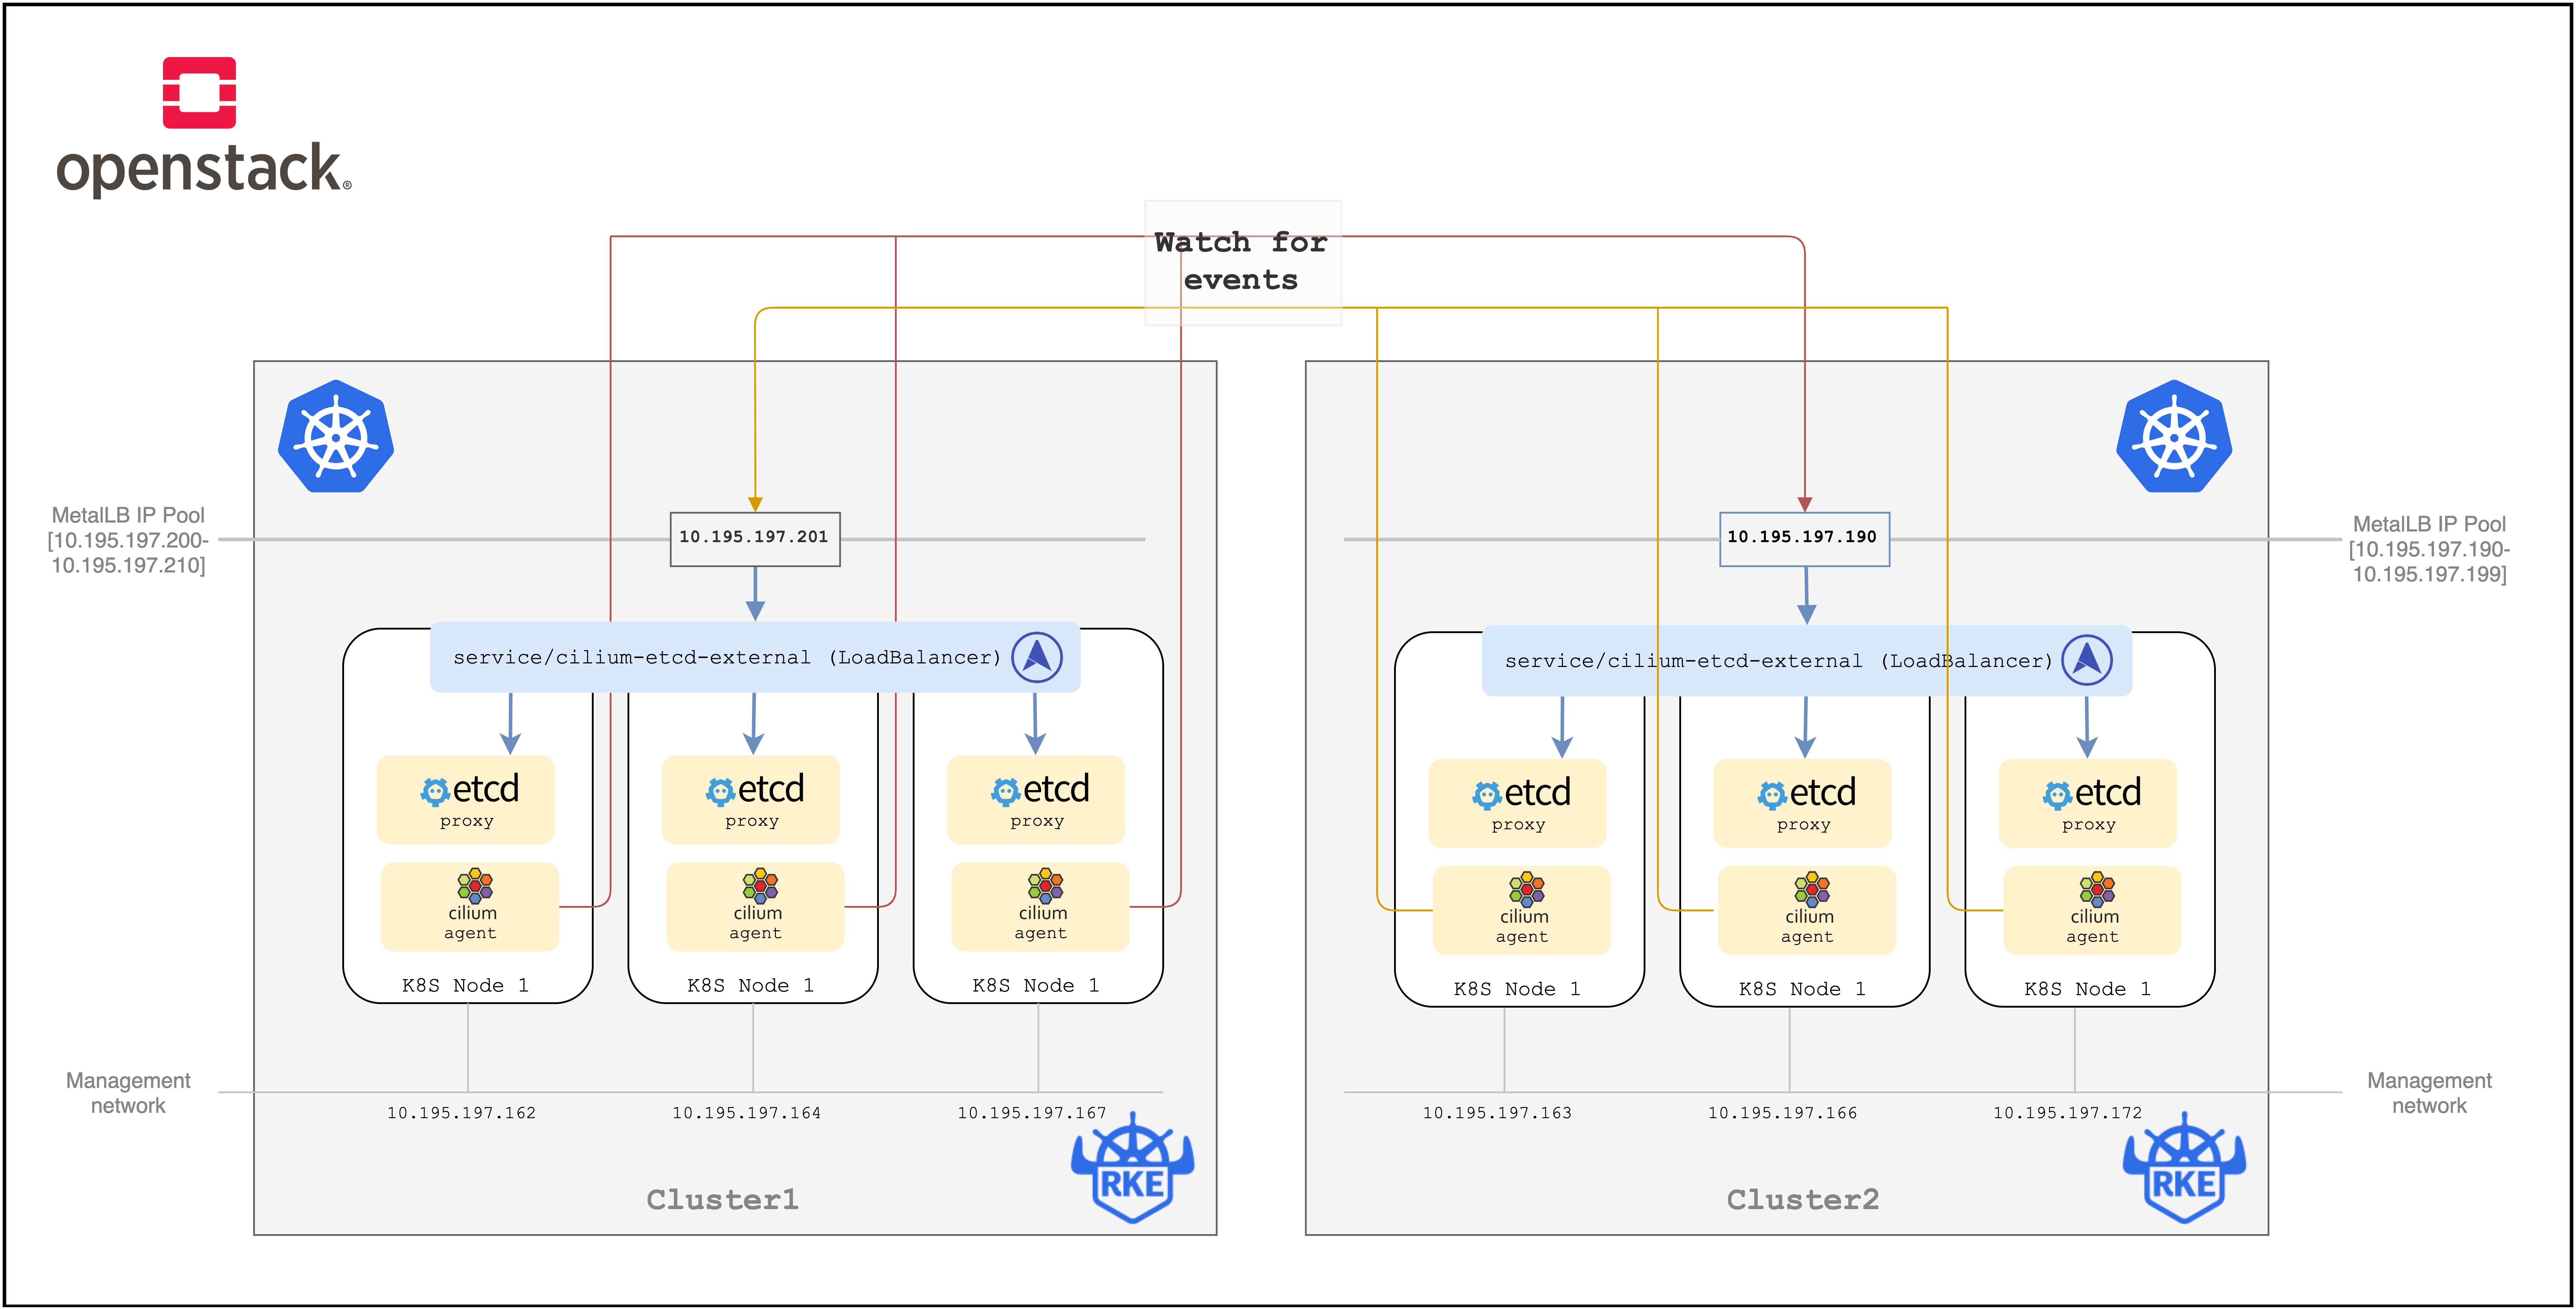 openstack®
Watch for
events
MetalLB IP Pool
[10.195.197.200-
10.195.197.210]
10.195.197.201
service/cilium-etcd-external (LoadBalancer)
etcd
proxy
etcd
proxy
etcd
proxy
cilium
agent
cilium
agent
cilium
agent
K8S Node 1
K8S Node 1
K8S Node 1
Management
network
10.195.197.162
10.195.197.164
10.195.197.167
RKE
Cluster1
10.195.197.190
MetalLB IP Pool
[10.195.197.190-
10.195.197.199]
service/cilium-etcd-external (LoadBalancer)
etcd
proxy
etcd
proxy
etcd
proxy
cilium
agent
cilium
agent
cilium
agent
K8S Node 1
K8S Node 1
K8S Node 1
Management
network
10.195.197.163
10.195.197.166
10.195.197.172
RKE
Cluster2